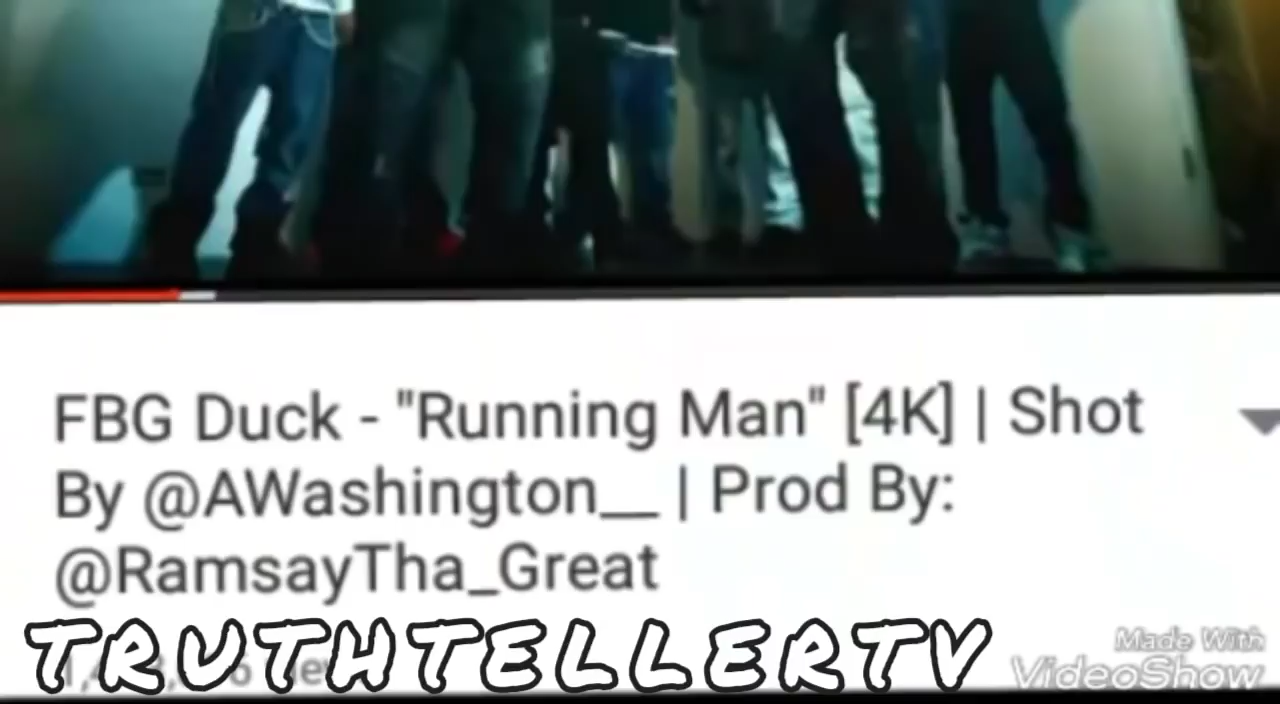 FBG Duck - "Running Man" [4K] | Shot
By @AWashington__ | Prod By:
@RamsayTha_Great
TRUTHTELLERTV
Made With
VideoShow